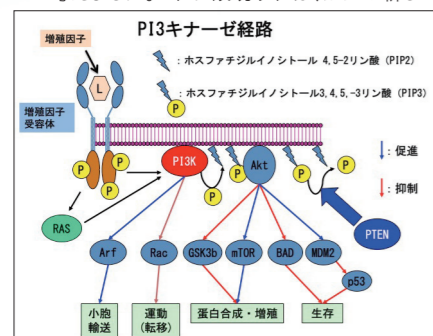 PI3キナーゼ経路
増殖因子
L
：ホスファチジルイノシトール 4,5-2リン酸（PIP2）
P
：ホスファチジルイノシトール3,4,5,-3リン酸（PIP3）
増殖因子
受容体
P
P
P
P
PI3K
P
P
Akt
P
P
：促進
：抑制
RAS
PTEN
Arf
Rac
GSK3b
mTOR
BAD
MDM2
p53
小胞
輸送
運動
（転移）
蛋白合成・増殖
生存